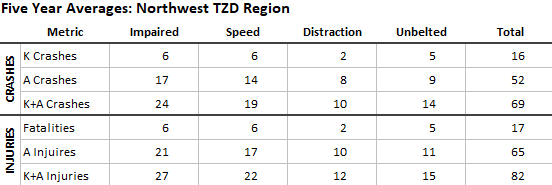 Five Year Averages: Northwest TZD Region
Metric Impaired Speed Distraction Unbelted Total
CRASHES
K Crashes 6 6 2 5 16
A Crashes 17 14 8 9 52
K+A Crashes 24 19 10 14 69
INJURIES
Fatalities 6 6 2 5 17
A Injuires 21 17 10 11 65
K+A Injuries 27 22 12 15 82